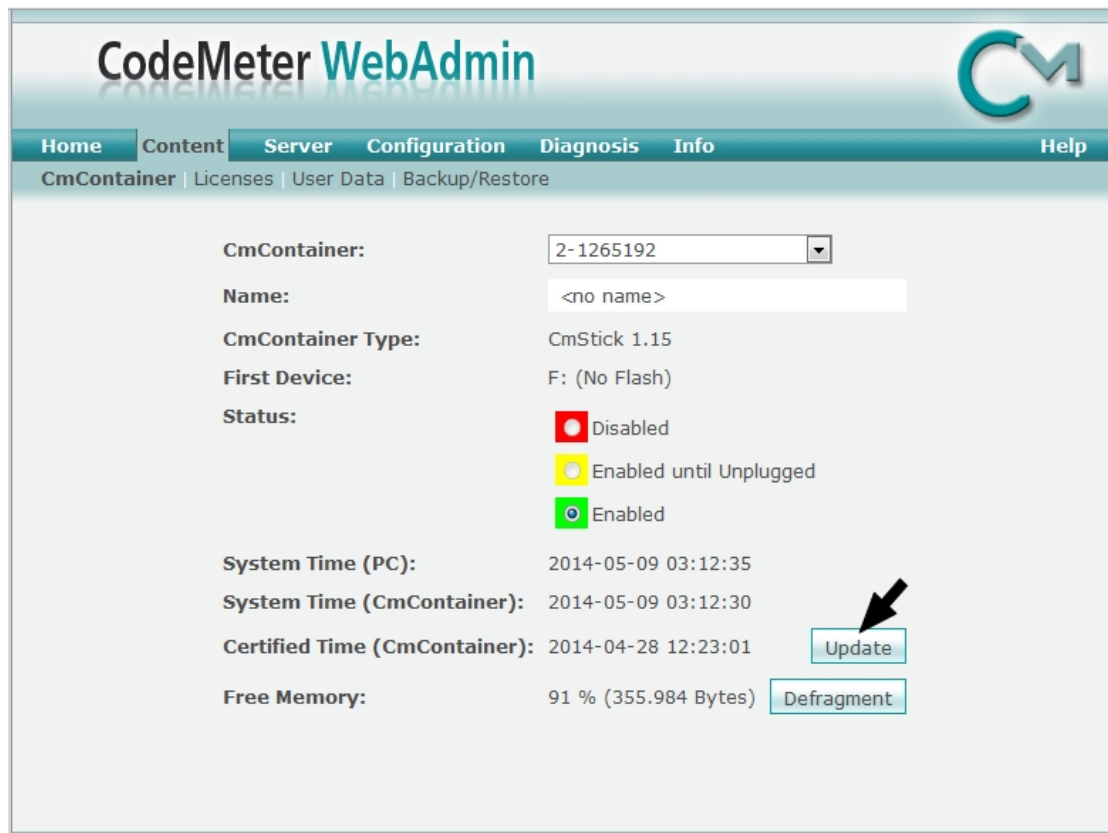 CodeMeter WebAdmin
CM
Home Content Server Configuration Diagnosis Info Help
CmContainer | Licenses | User Data | Backup/Restore
CmContainer: 2-1265192
Name: <no name>
CmContainer Type: CmStick 1.15
First Device: F: (No Flash)
Status: Disabled
Enabled until Unplugged
Enabled
System Time (PC): 2014-05-09 03:12:35
System Time (CmContainer): 2014-05-09 03:12:30
Certified Time (CmContainer): 2014-04-28 12:23:01 Update
Free Memory: 91 % (355.984 Bytes) Defragment